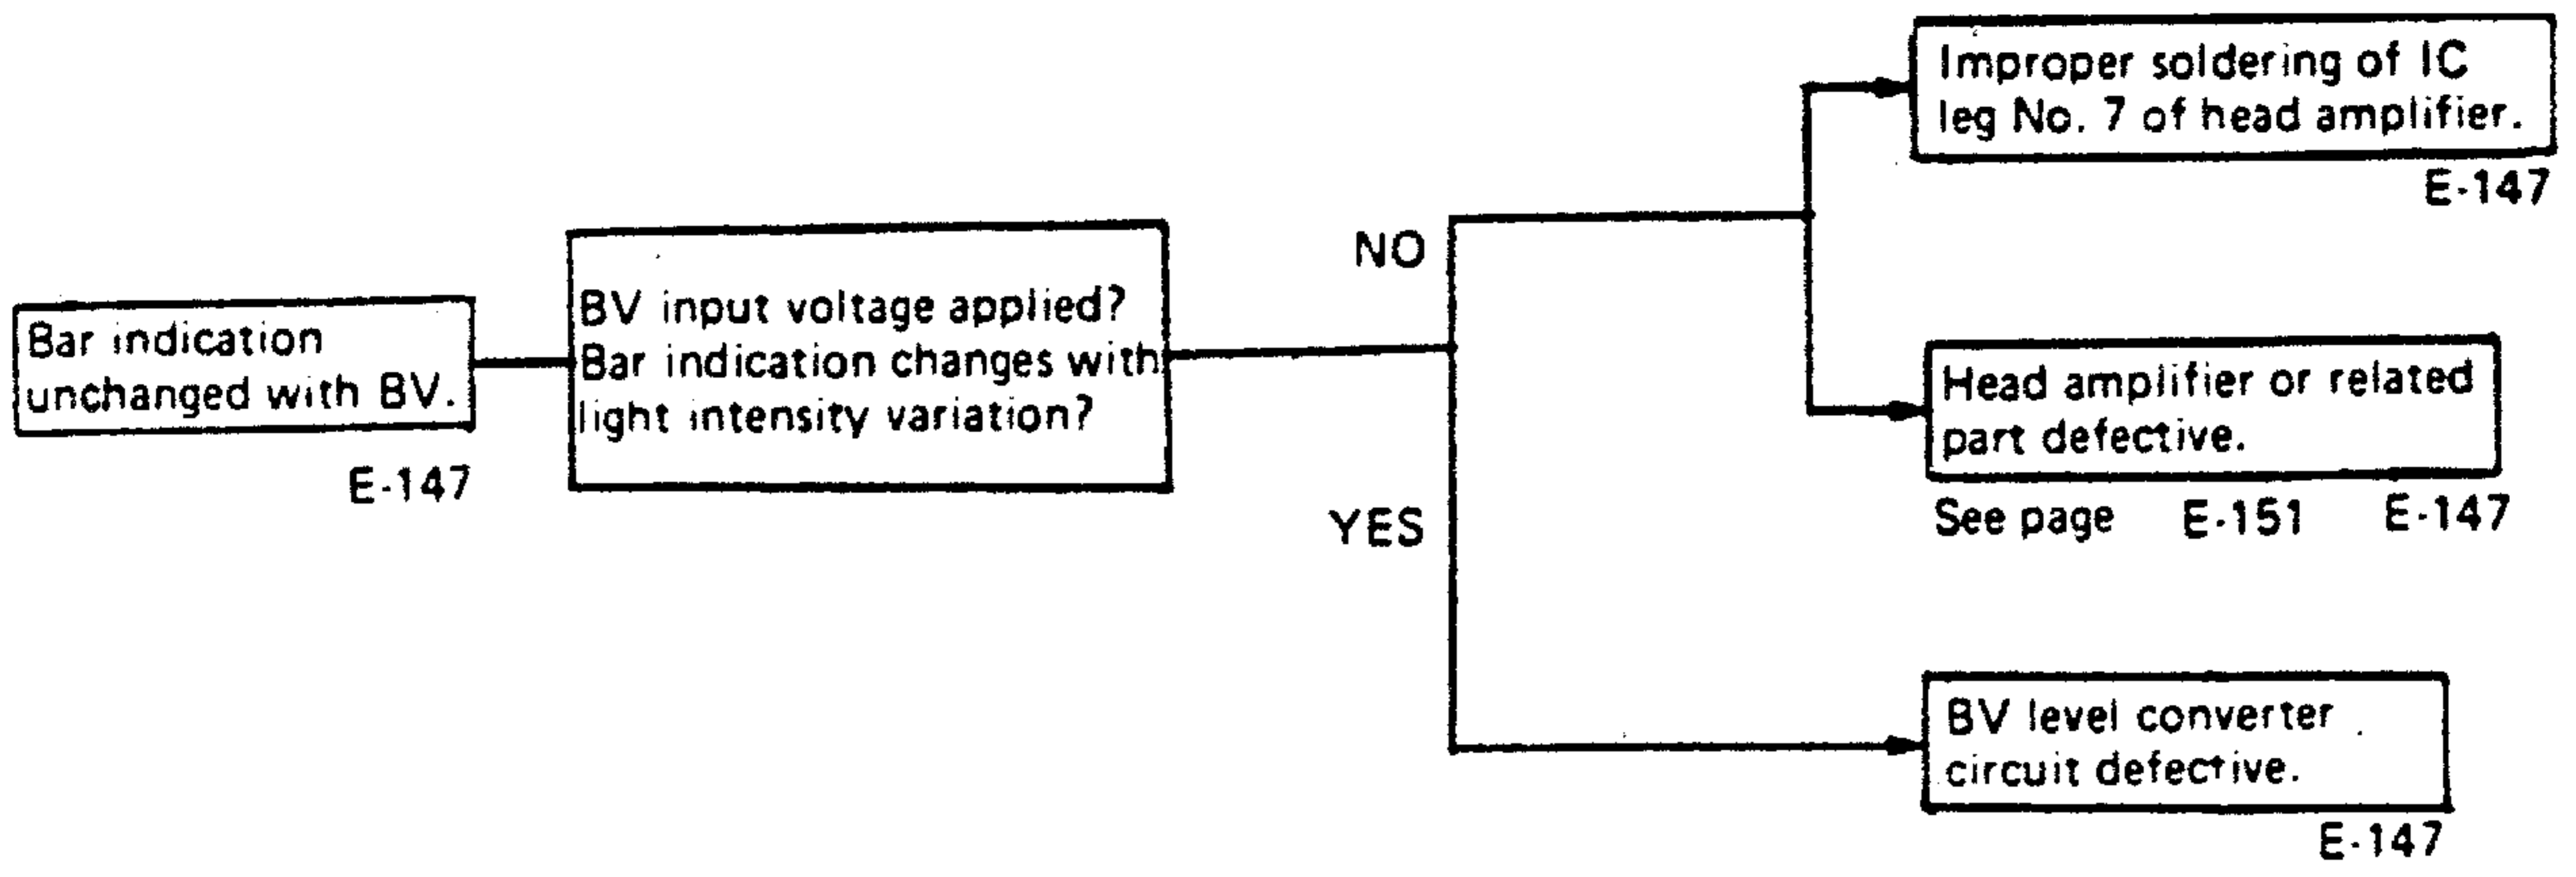 Bar indication
unchanged with BV.
E-147
BV input voltage applied?
Bar indication changes with
light intensity variation?
NO
YES
Improper soldering of IC
leg No. 7 of head amplifier.
E-147
Head amplifier or related
part defective.
See page E-151 E-147
BV level converter
circuit defective.
E-147